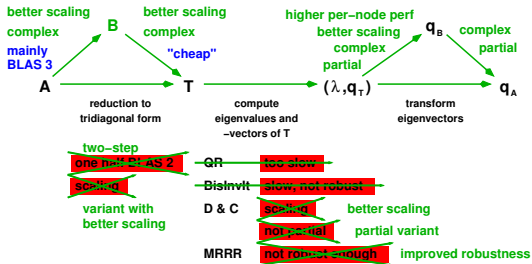 better scaling
complex
mainly
BLAS 3
B
better scaling
complex
"cheap"
higher per-node perf
better scaling
complex
partial
q_B
complex
partial
A
T
(λ,q_T)
q_A
reduction to
tridiagonal form
compute
eigenvalues and
-vectors of T
transform
eigenvectors
two-step
one half BLAS 2
scaling
variant with
better scaling
QR
too slow
BisInvIt
slow, not robust
D & C
scaling
better scaling
not partial
partial variant
MRRR
not robust enough
improved robustness